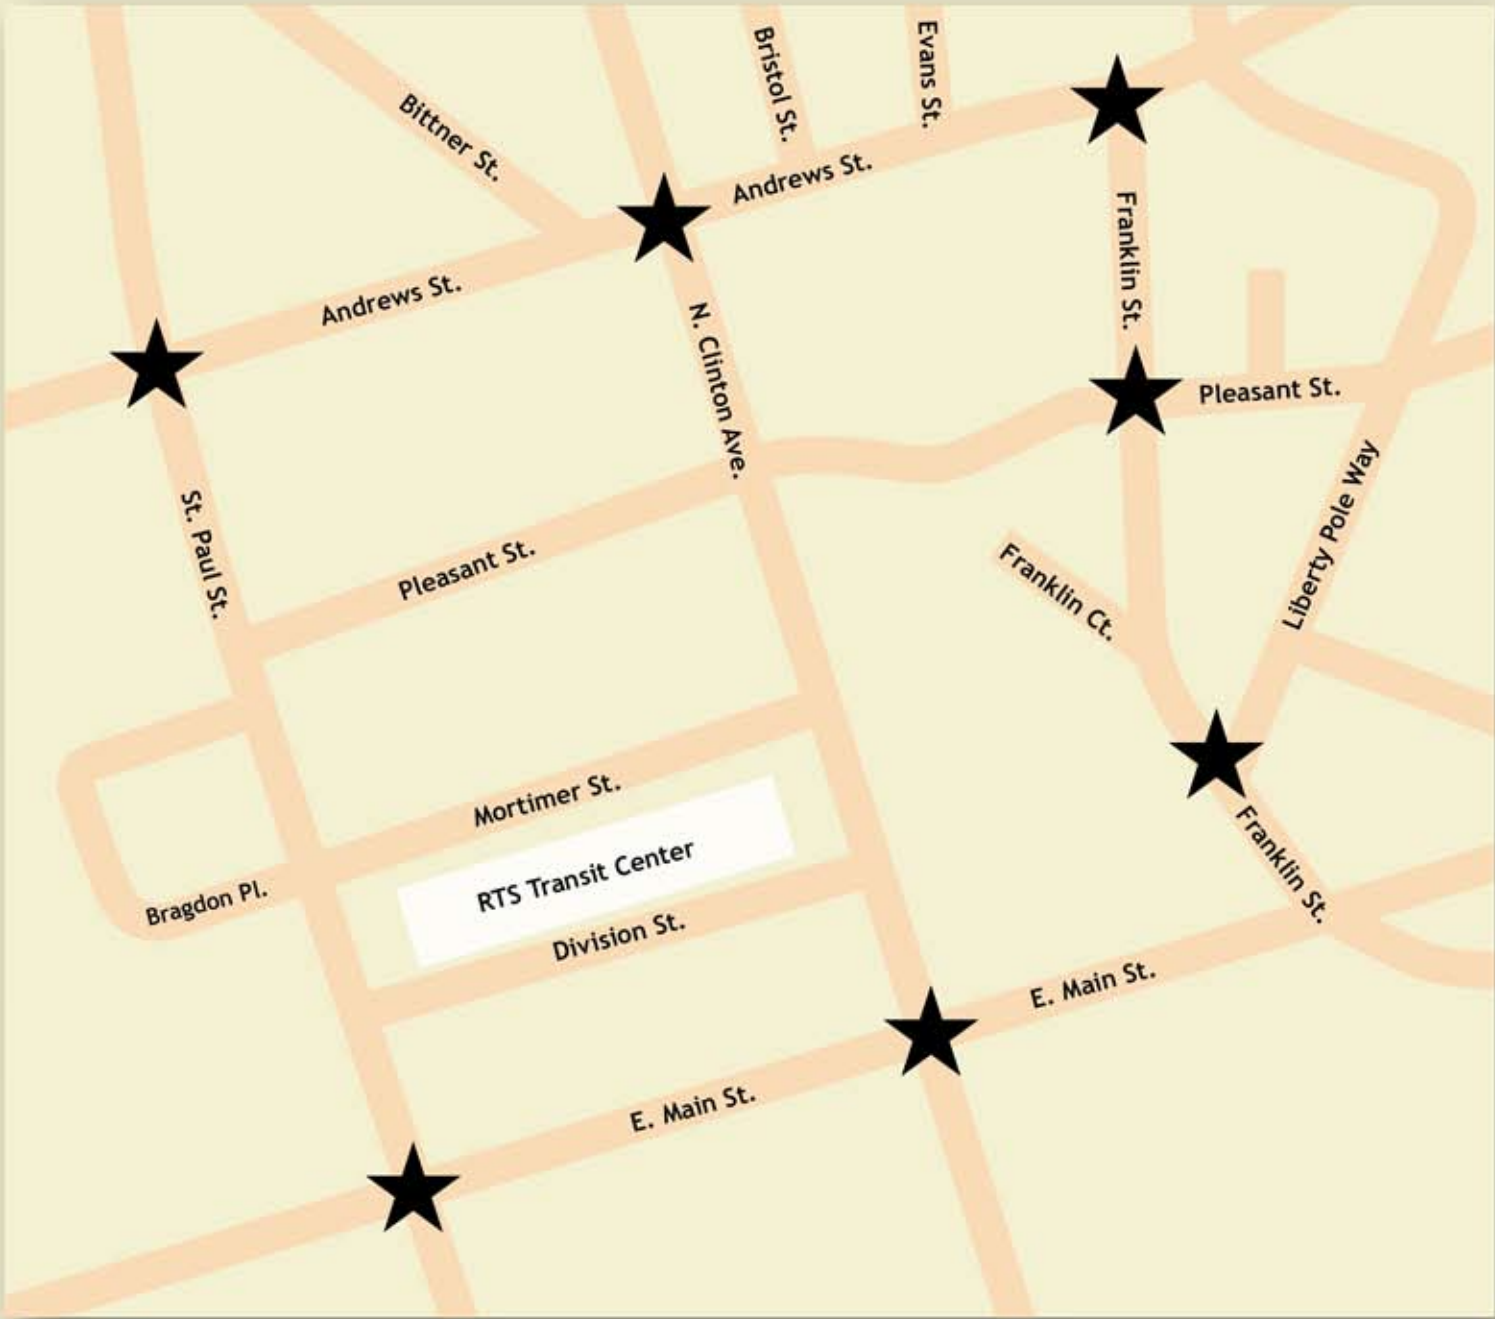 Bristol St.
Evans St.
Bittner St.
Andrews St.
Franklin St.
Andrews St.
N. Clinton Ave.
Pleasant St.
St. Paul St.
Liberty Pole Way
Pleasant St.
Franklin Ct.
Mortimer St.
RTS Transit Center
Bragdon Pl.
Division St.
Franklin St.
E. Main St.
E. Main St.